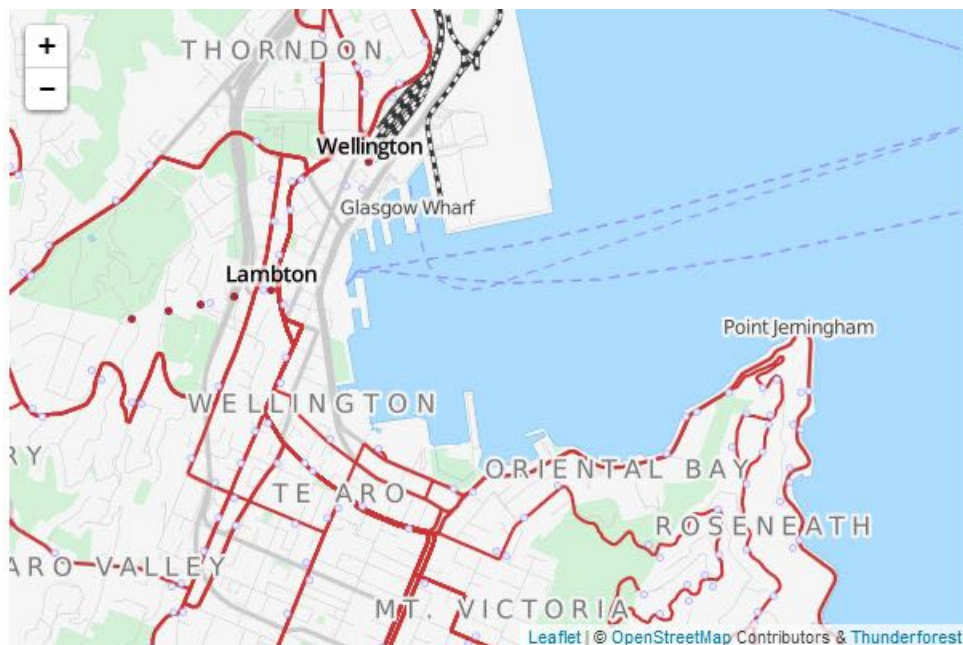 +
THORNDON
−
Wellington
Glasgow Wharf
Lambton
Point Jerningham
WELLINGTON
RY
ORIENTAL BAY
TE ARO
ROSENEATH
ARO VALLEY
MT. VICTORIA
Leaflet | © OpenStreetMap Contributors & Thunderforest